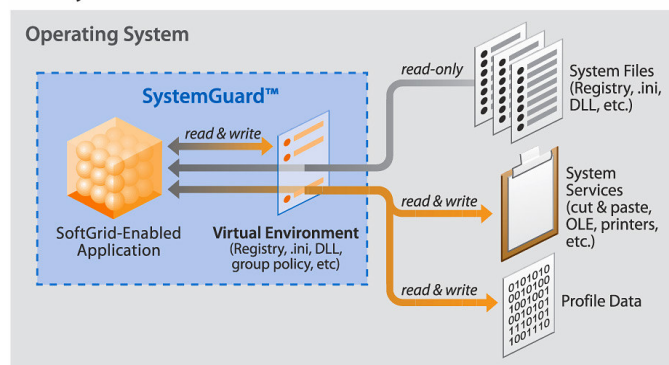 Operating System
SystemGuard™
read & write
SoftGrid-Enabled
Application
Virtual Environment
(Registry, .ini, DLL,
group policy, etc)
read-only
System Files
(Registry, .ini,
DLL, etc.)
read & write
System
Services
(cut & paste,
OLE, printers,
etc.)
read & write
Profile Data
0101010
0010100
1001001
0010101
1110101
1001110